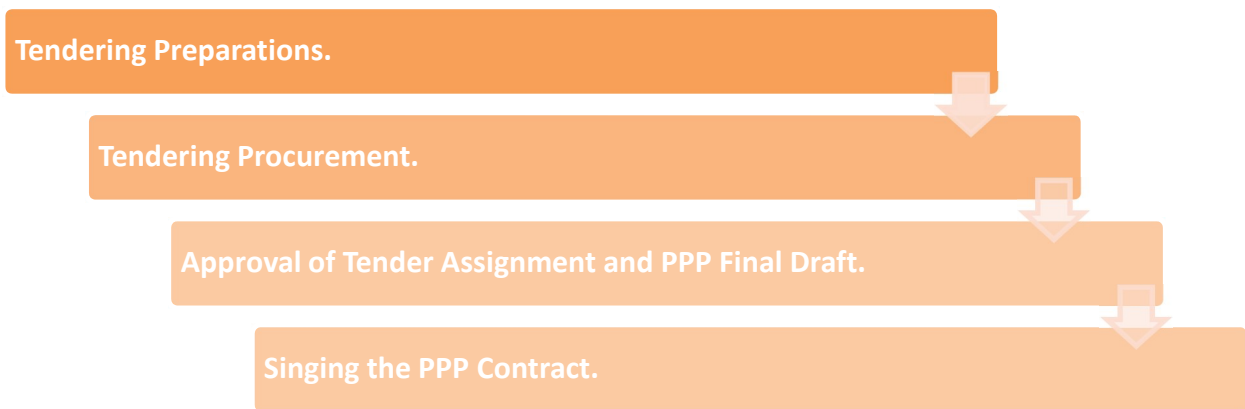 Tendering Preparations.
Tendering Procurement.
Approval of Tender Assignment and PPP Final Draft.
Singing the PPP Contract.